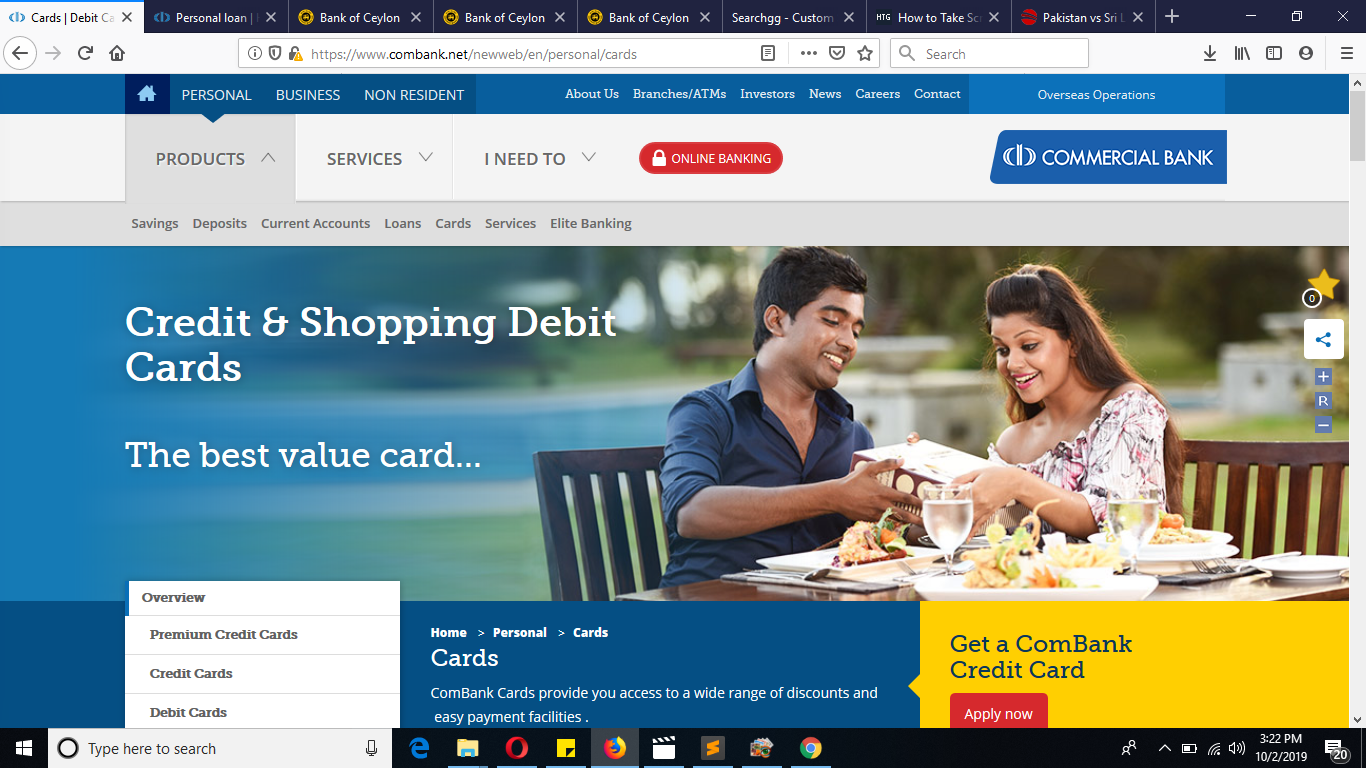 Cards | Debit Ca
Personal loan |
Bank of Ceylon
Bank of Ceylon
Bank of Ceylon
Searchgg - Custom
HTG How to Take Sc
Pakistan vs Sri L
https://www.combank.net/newweb/en/personal/cards
Search
PERSONAL BUSINESS NON RESIDENT
About Us Branches/ATMs Investors News Careers Contact
Overseas Operations
PRODUCTS SERVICES I NEED TO
ONLINE BANKING
COMMERCIAL BANK
Savings Deposits Current Accounts Loans Cards Services Elite Banking
Credit & Shopping Debit
Cards
The best value card...
0
+
R
−
Overview
Premium Credit Cards
Credit Cards
Debit Cards
Home > Personal > Cards
Cards
ComBank Cards provide you access to a wide range of discounts and
easy payment facilities .
Get a ComBank
Credit Card
Apply now
Type here to search
3:22 PM
10/2/2019
20